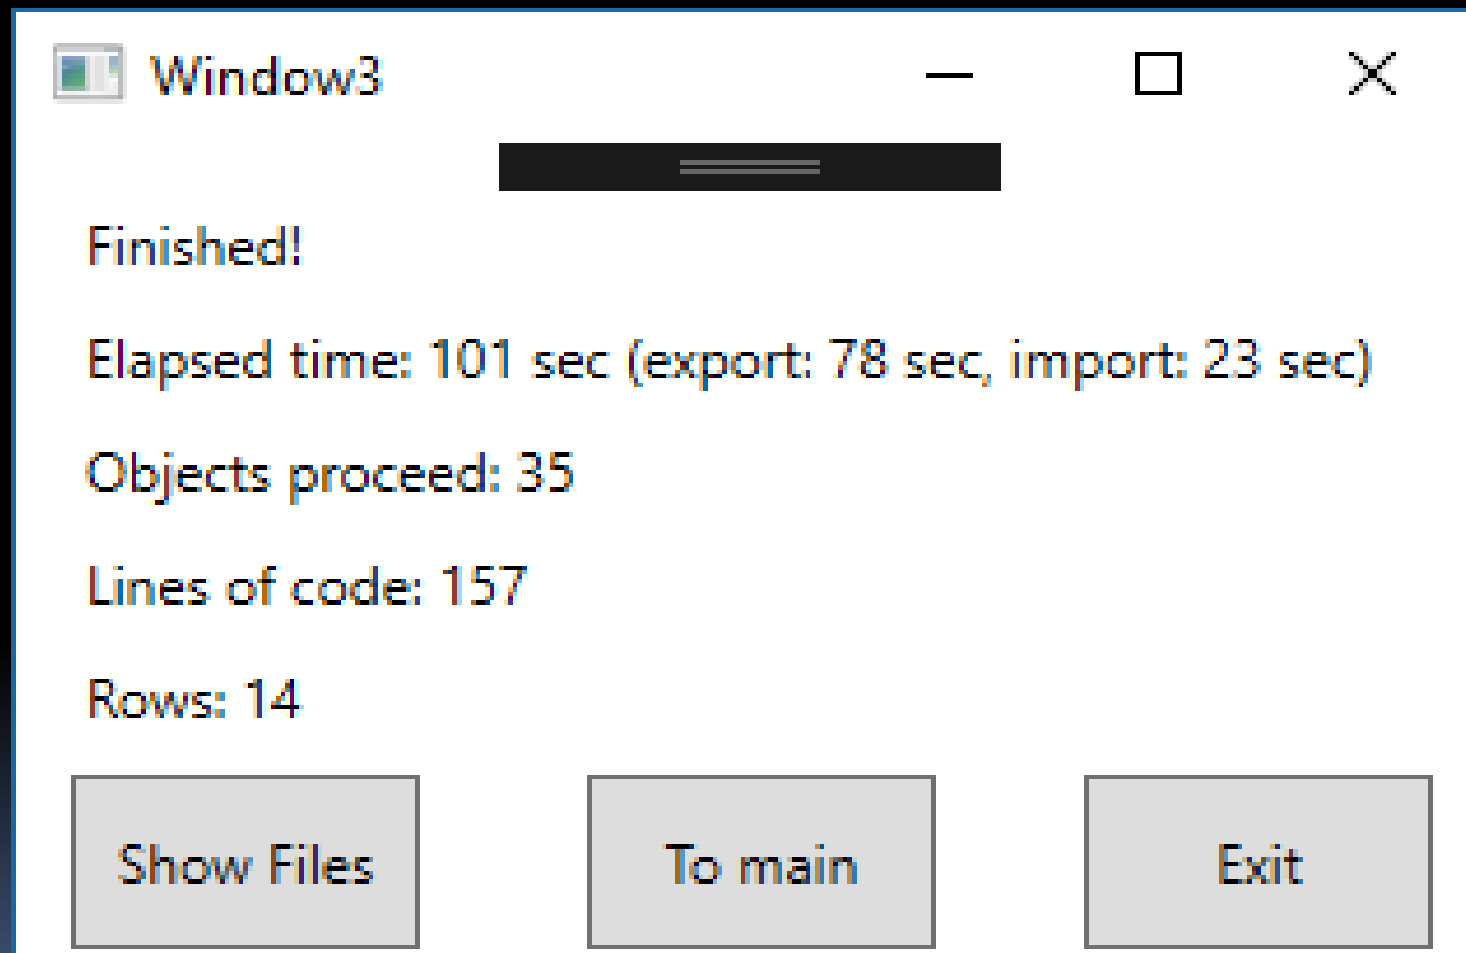 Window3
Finished!
Elapsed time: 101 sec (export: 78 sec, import: 23 sec)
Objects proceed: 35
Lines of code: 157
Rows: 14
Show Files To main Exit